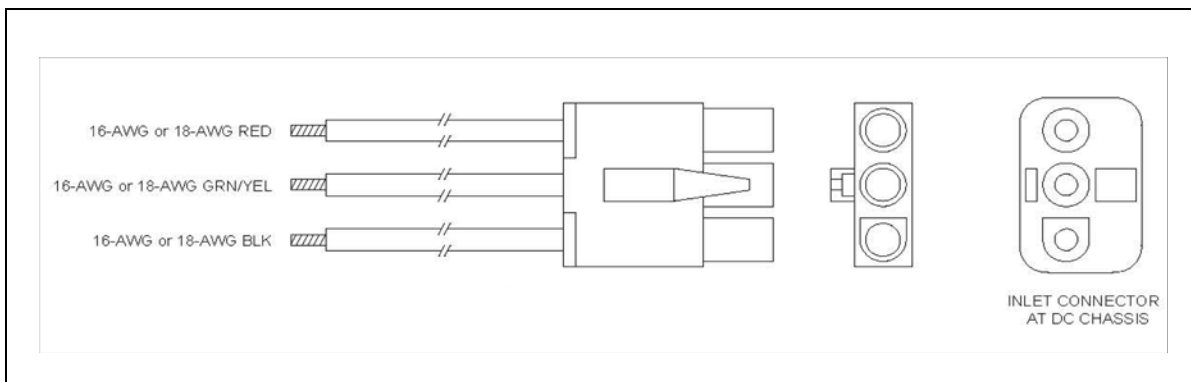 16-AWG or 18-AWG RED
16-AWG or 18-AWG GRN/YEL
16-AWG or 18-AWG BLK
INLET CONNECTOR
AT DC CHASSIS